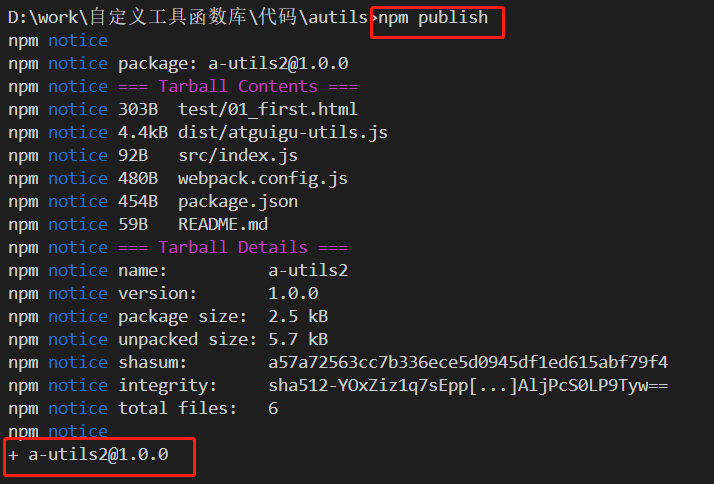 D:\work\自定义工具函数库\代码\autils>npm publish
npm notice
npm notice package: a-utils2@1.0.0
npm notice === Tarball Contents ===
npm notice 303B  test/01_first.html
npm notice 4.4kB dist/atguigu-utils.js
npm notice 92B   src/index.js
npm notice 480B  webpack.config.js
npm notice 454B  package.json
npm notice 59B   README.md
npm notice === Tarball Details ===
npm notice name:          a-utils2
npm notice version:       1.0.0
npm notice package size:  2.5 kB
npm notice unpacked size: 5.7 kB
npm notice shasum:        a57a72563cc7b336ece5d0945df1ed615abf79f4
npm notice integrity:     sha512-YOxZiz1q7sEpp[...]AljPcS0LP9Tyw==
npm notice total files:   6
npm notice
+ a-utils2@1.0.0